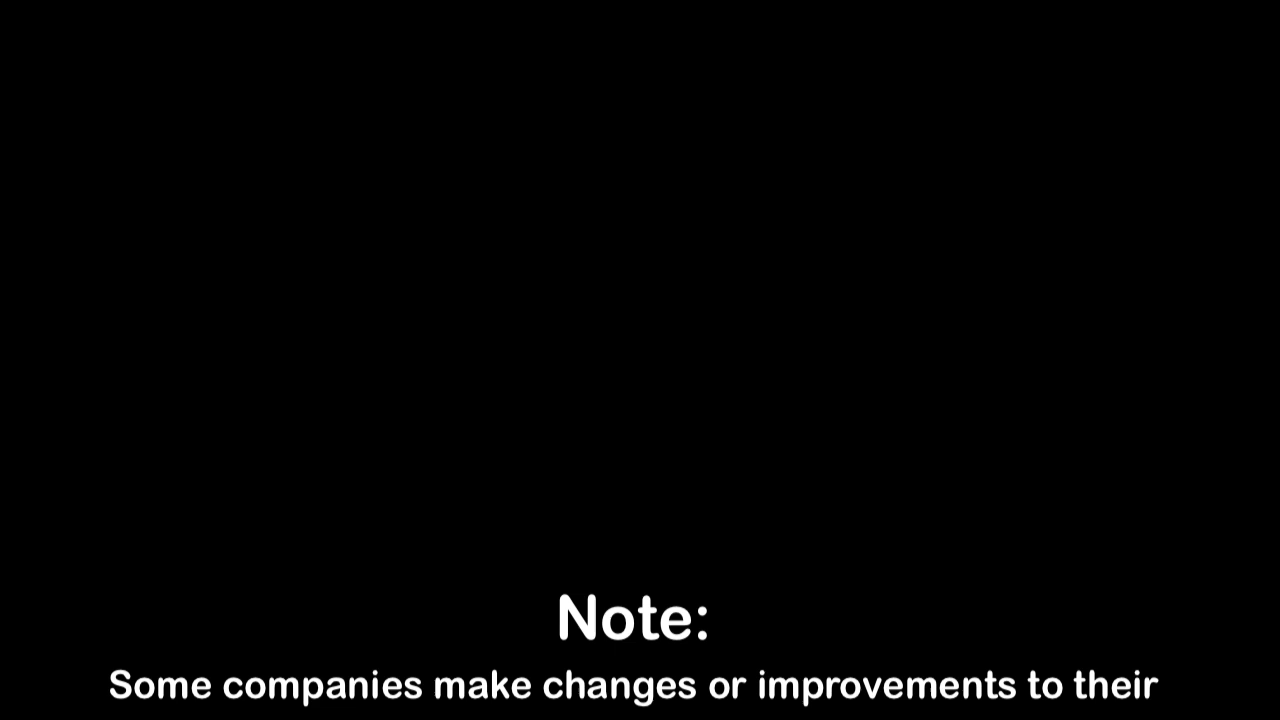 Note:
Some companies make changes or improvements to their